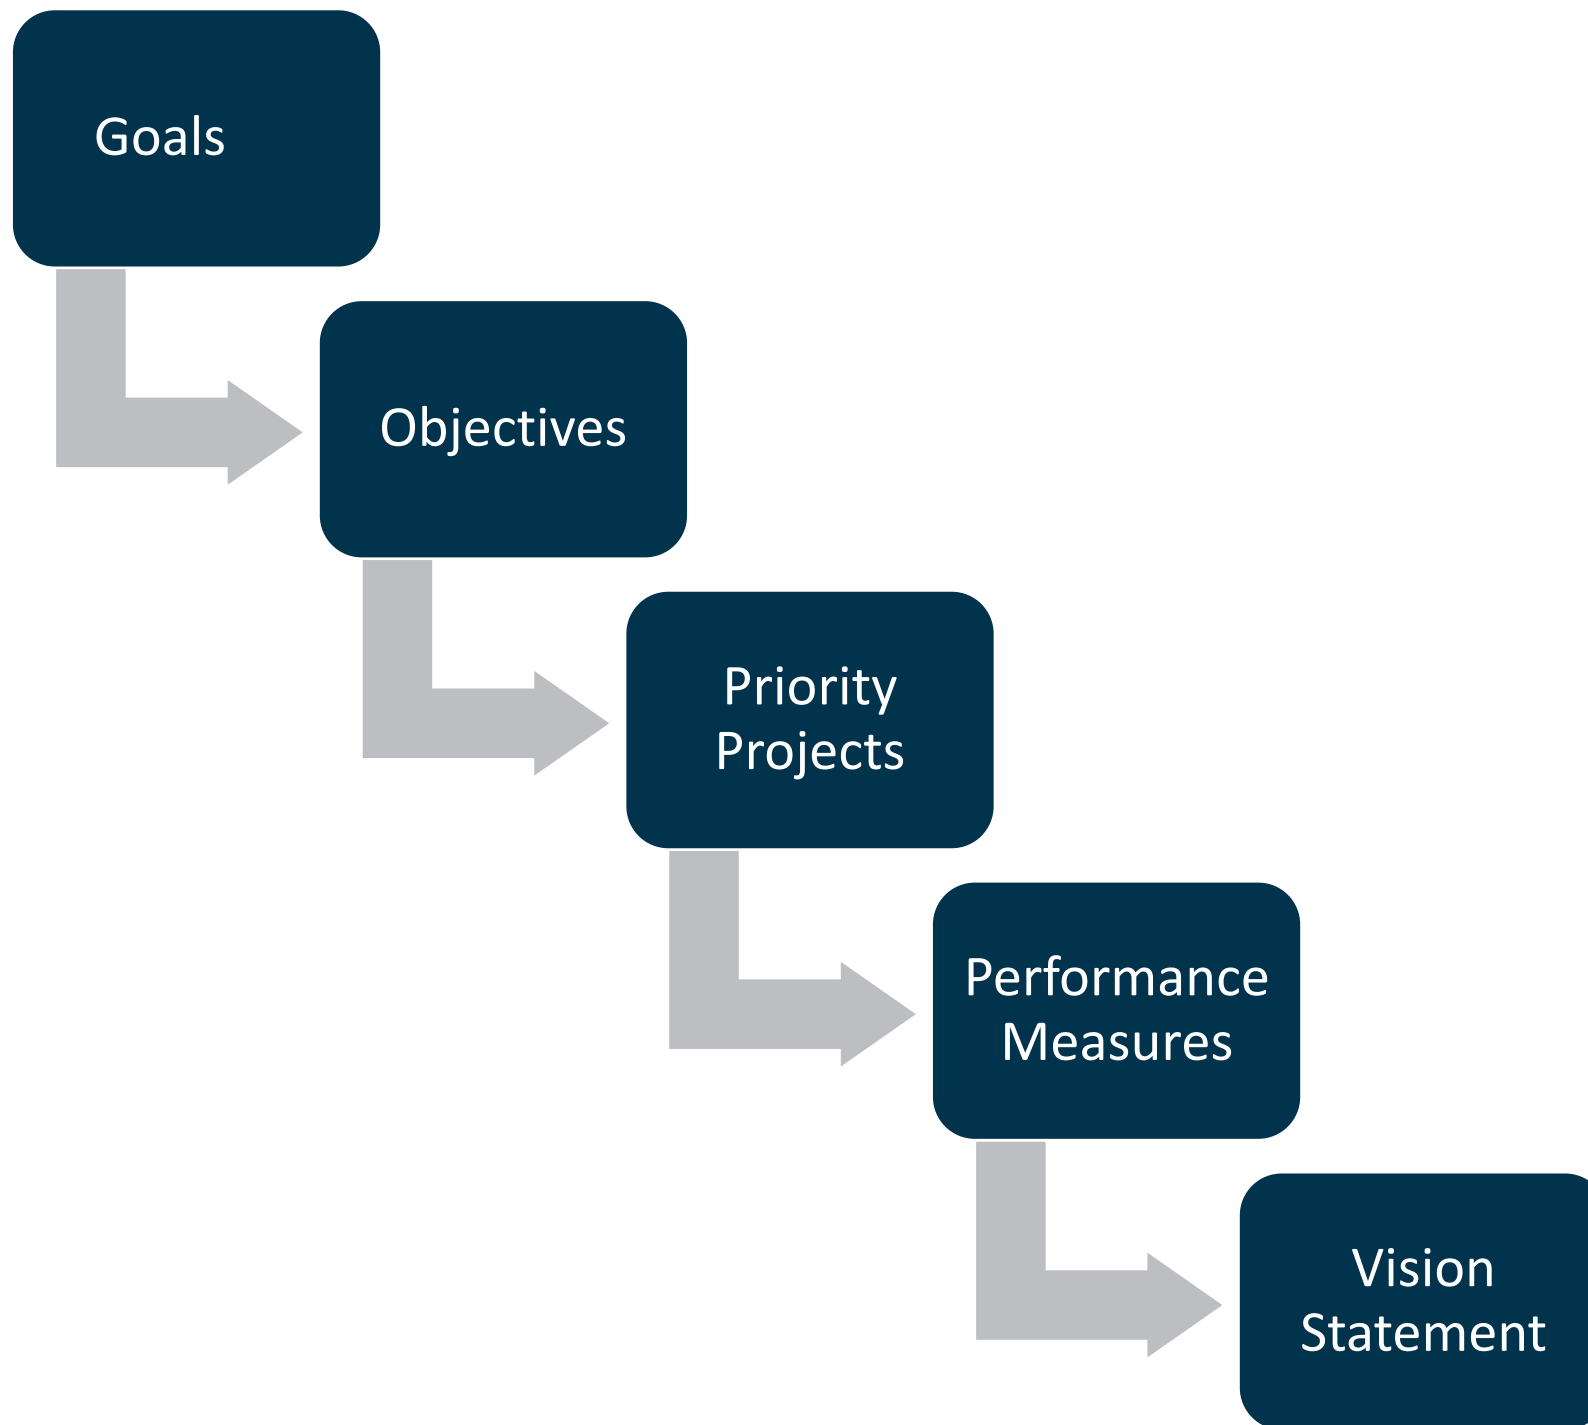 Goals
Objectives
Priority
Projects
Performance
Measures
Vision
Statement